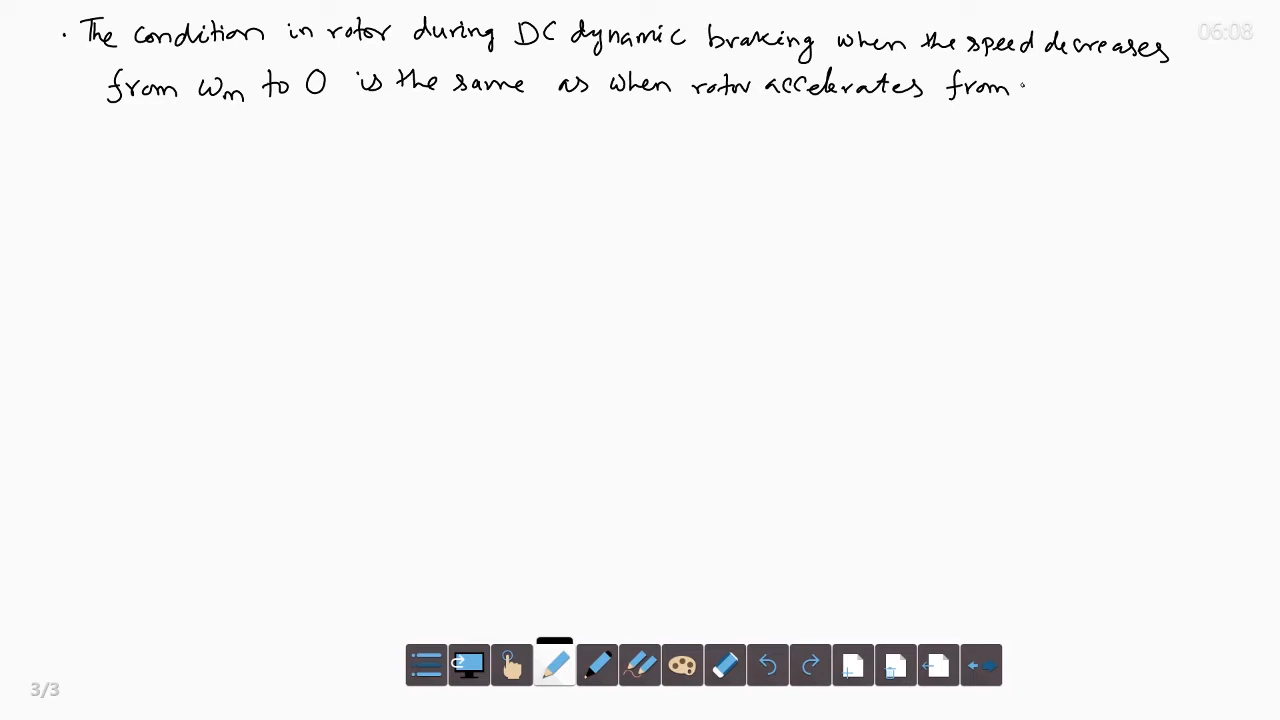 06:08
. The condition in rotor during DC dynamic braking when the speed decreases
from ωm to 0 is the same as when rotor accelerates from
3/3